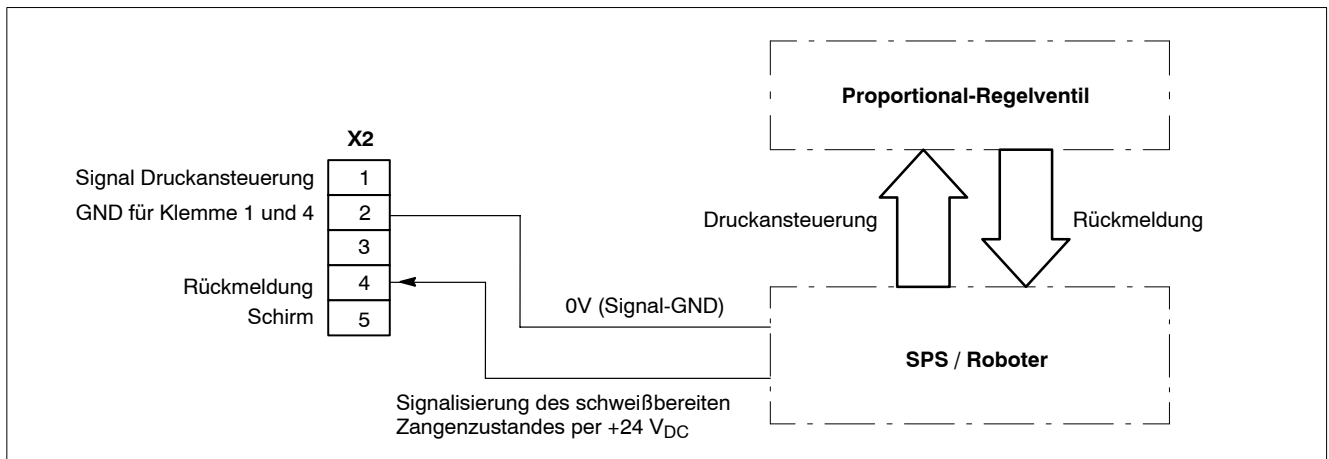 Proportional-Regelventil
X2
Signal Druckansteuerung 1
GND für Klemme 1 und 4 2
3
Rückmeldung 4
Schirm 5
Druckansteuerung
Rückmeldung
0V (Signal-GND)
SPS / Roboter
Signalisierung des schweißbereiten
Zangenzustandes per +24 VDC